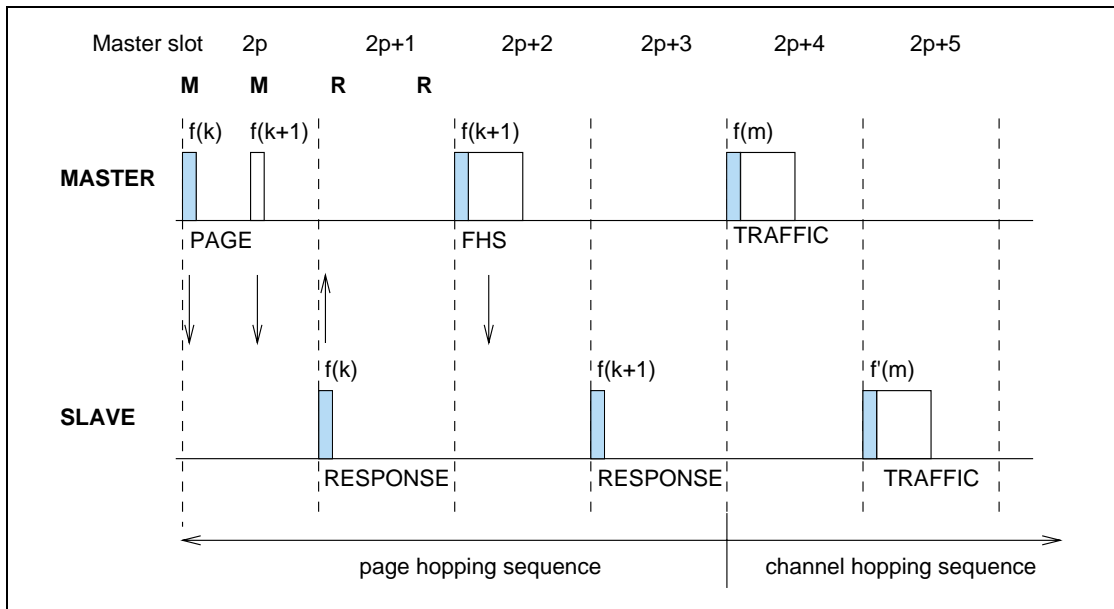 Master slot 2p 2p+1 2p+2 2p+3 2p+4 2p+5
M M R R
f(k) f(k+1) f(k+1) f(m)
MASTER
PAGE FHS TRAFFIC
f(k) f(k+1) f'(m)
SLAVE
RESPONSE RESPONSE TRAFFIC
page hopping sequence channel hopping sequence